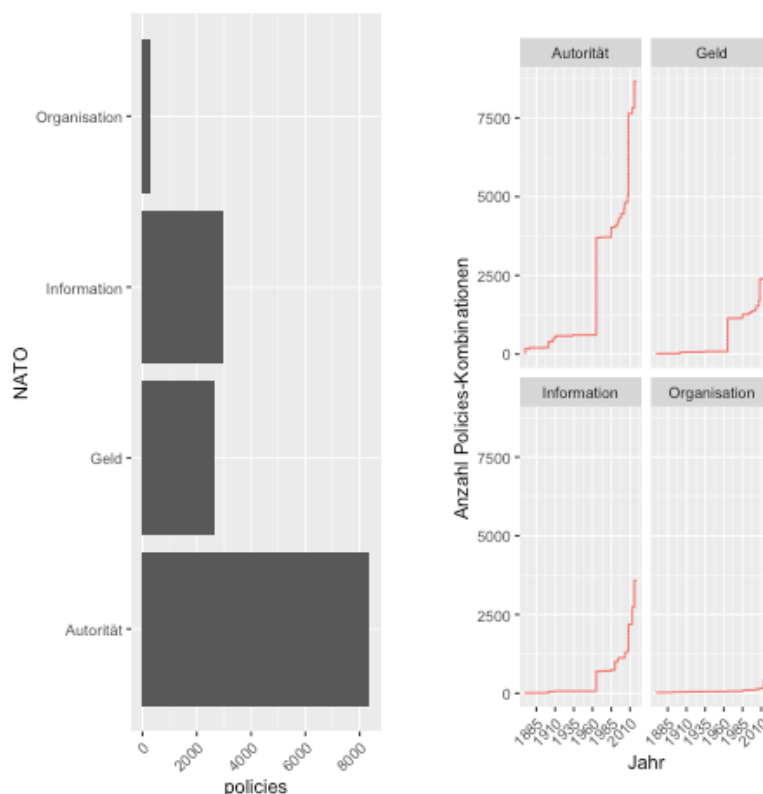 Organisation
Information
Geld
Autorität
NATO
0
2000
4000
6000
8000
policies
Autorität
Geld
7500
5000
2500
0
Information
Organisation
7500
5000
2500
0
Anzahl Policies-Kombinationen
1885
1910
1935
1960
1985
2010
1885
1910
1935
1960
1985
2010
Jahr